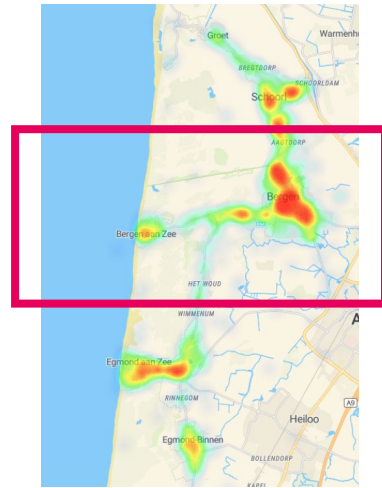 Groet
Warmenh
BREGTDORP
SCHOORLDAM
Schoorl
AAGTDORP
Bergen
Bergen aan Zee
HET WOUD
WIMMENUM
A
Egmond aan Zee
RINNEGOM
A9
Heiloo
Egmond Binnen
BOLLENDORP
KAPEL